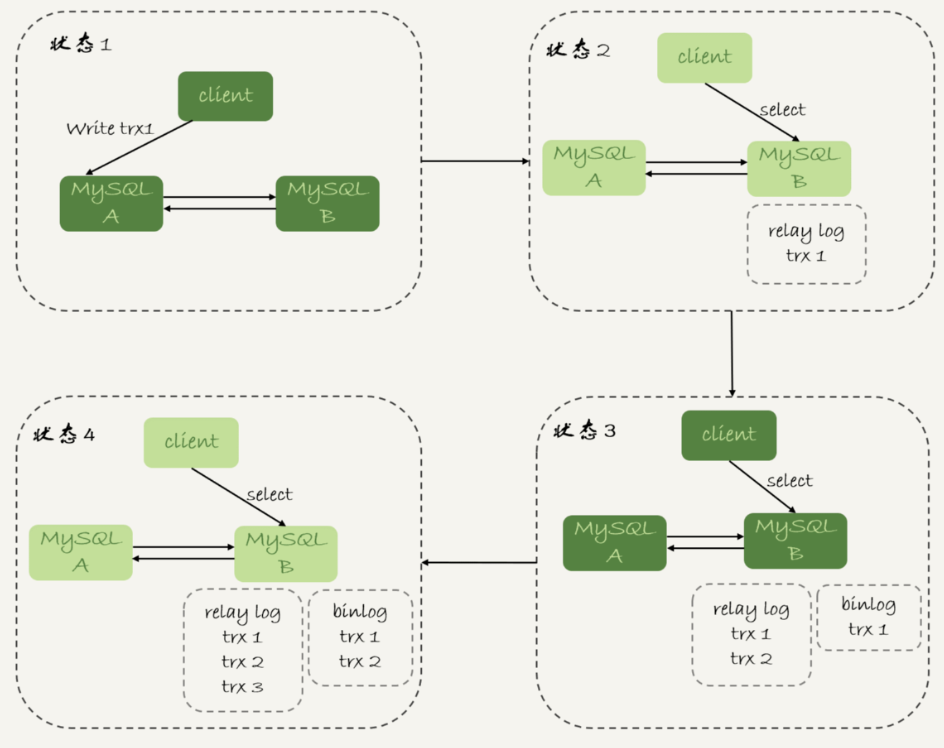 状态1
client
Write trx1
MySQL
A
MySQL
B
状态2
client
select
MySQL
A
MySQL
B
relay log
trx 1
状态4
client
select
MySQL
A
MySQL
B
relay log
trx 1
trx 2
trx 3
binlog
trx 1
trx 2
状态3
client
select
MySQL
A
MySQL
B
relay log
trx 1
trx 2
binlog
trx 1